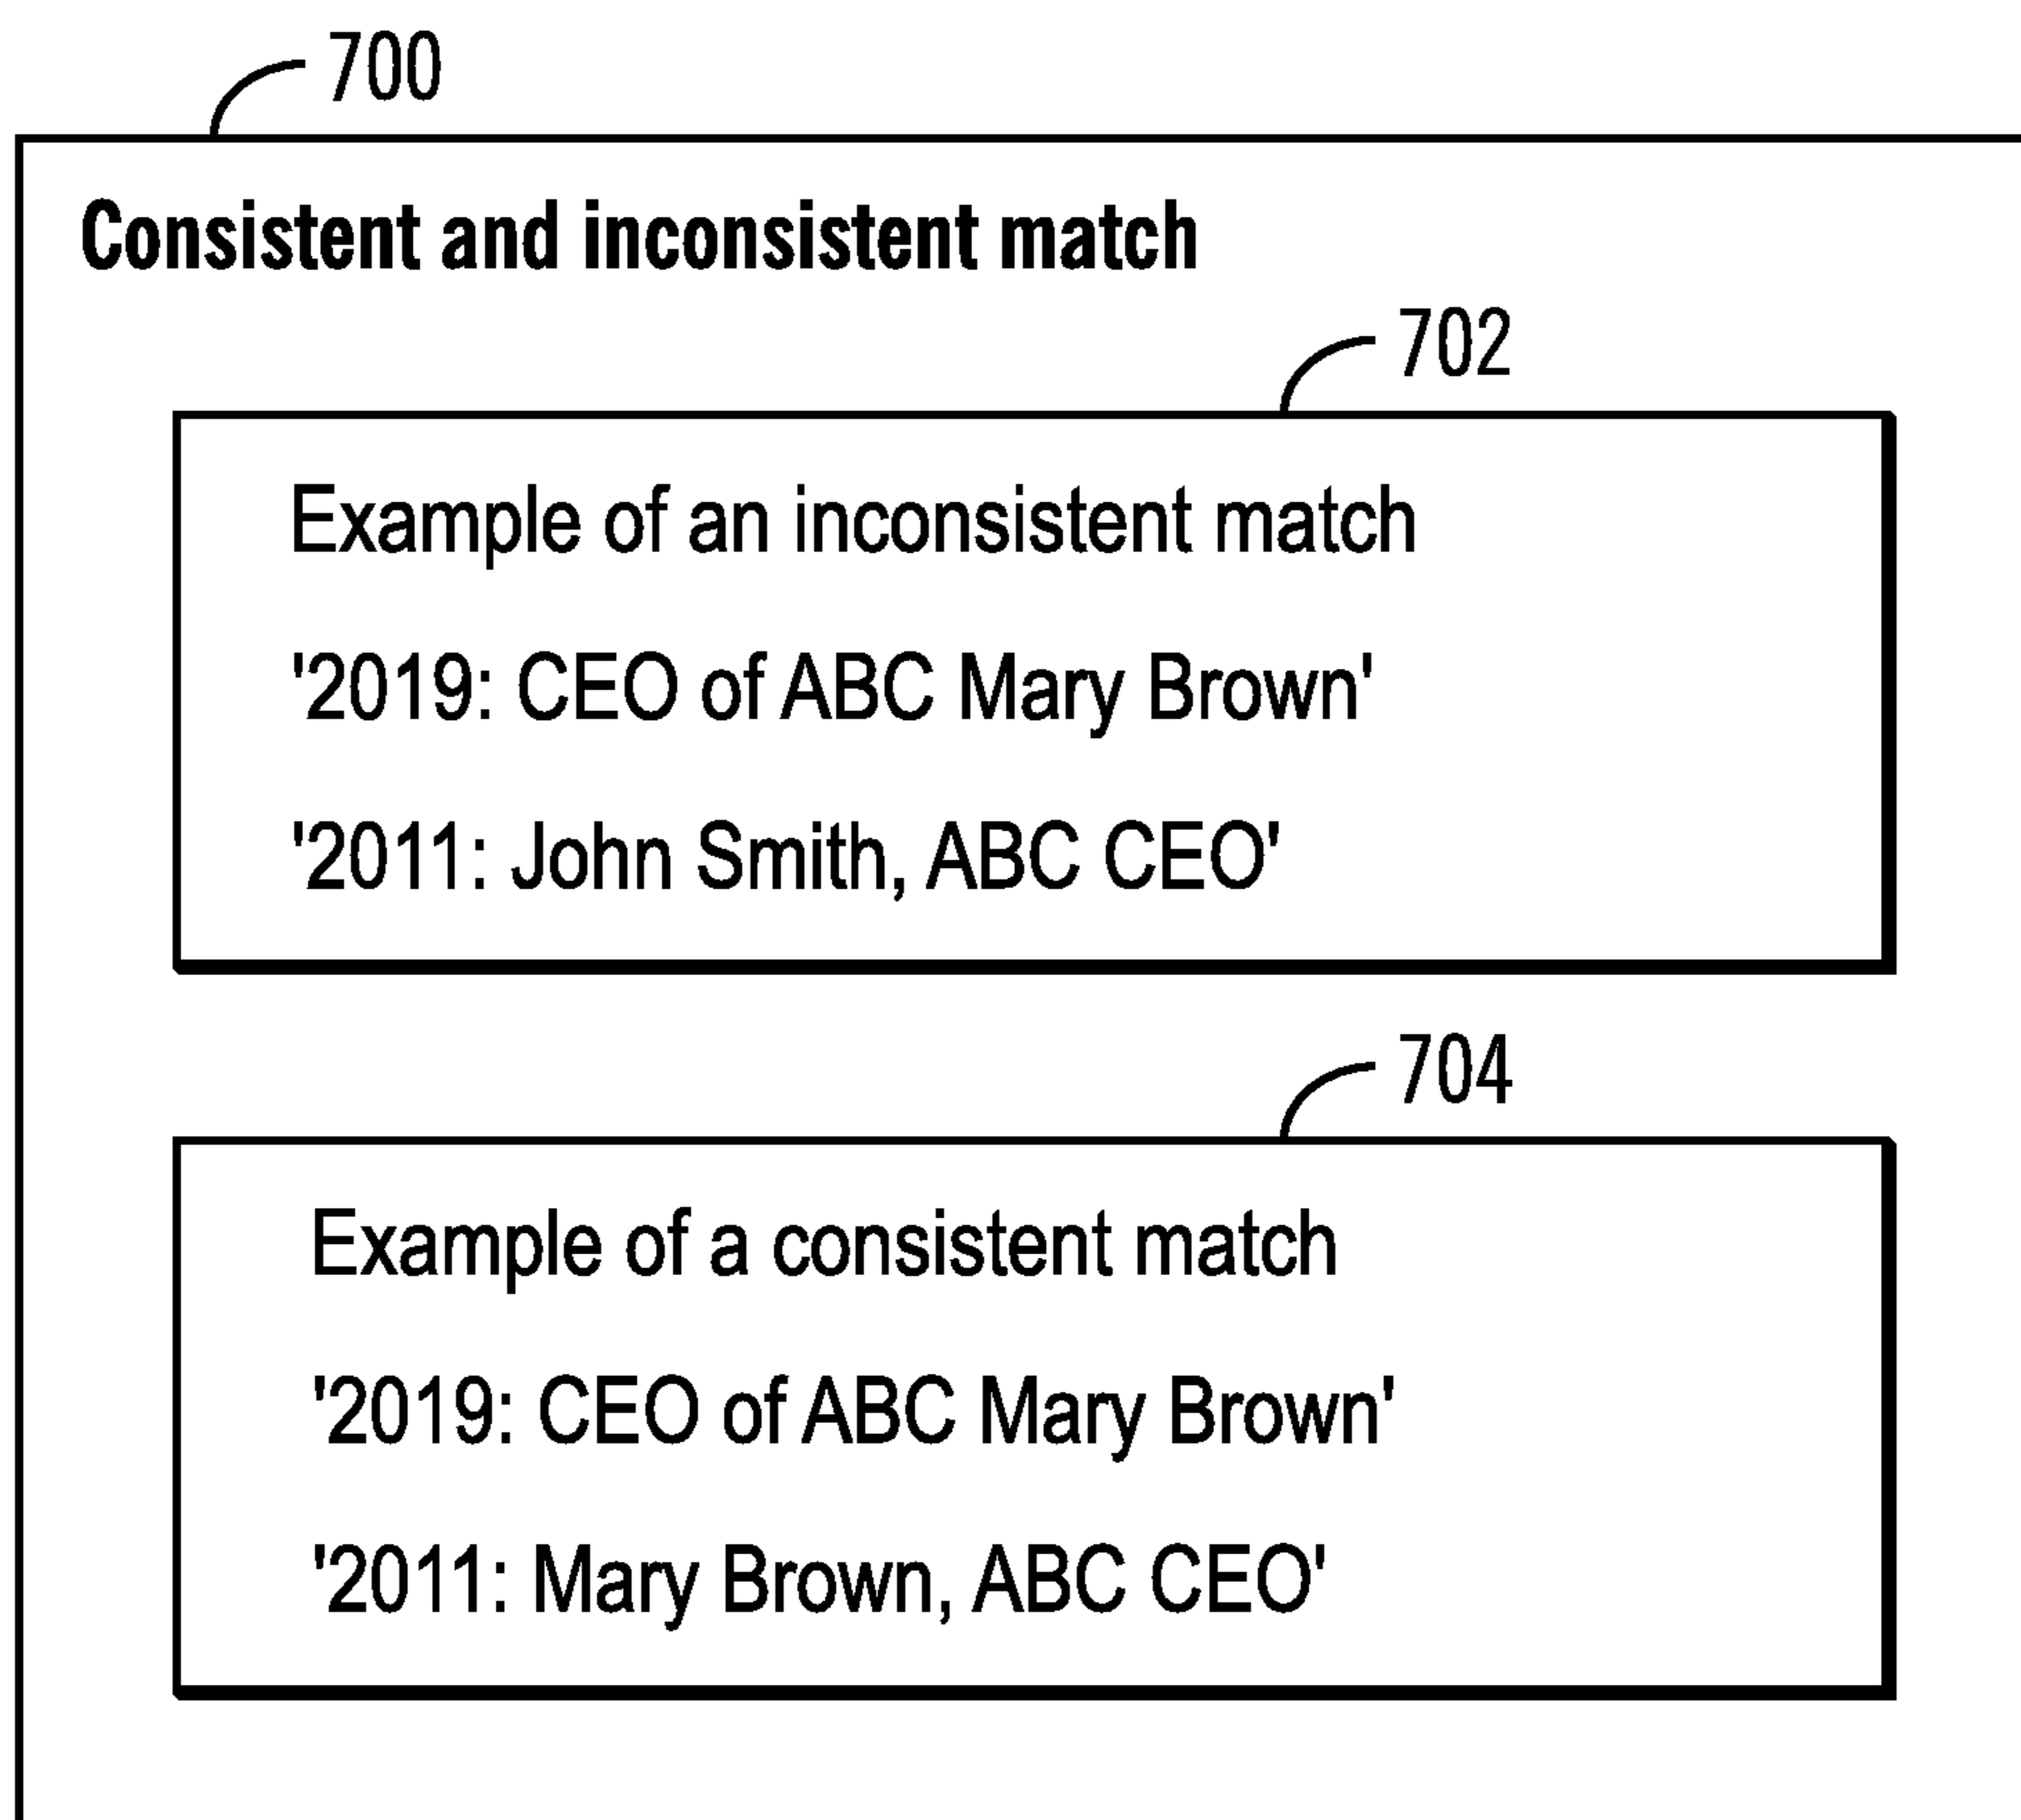 700
Consistent and inconsistent match
702
Example of an inconsistent match
'2019: CEO of ABC Mary Brown'
'2011: John Smith, ABC CEO'
704
Example of a consistent match
'2019: CEO of ABC Mary Brown'
'2011: Mary Brown, ABC CEO'